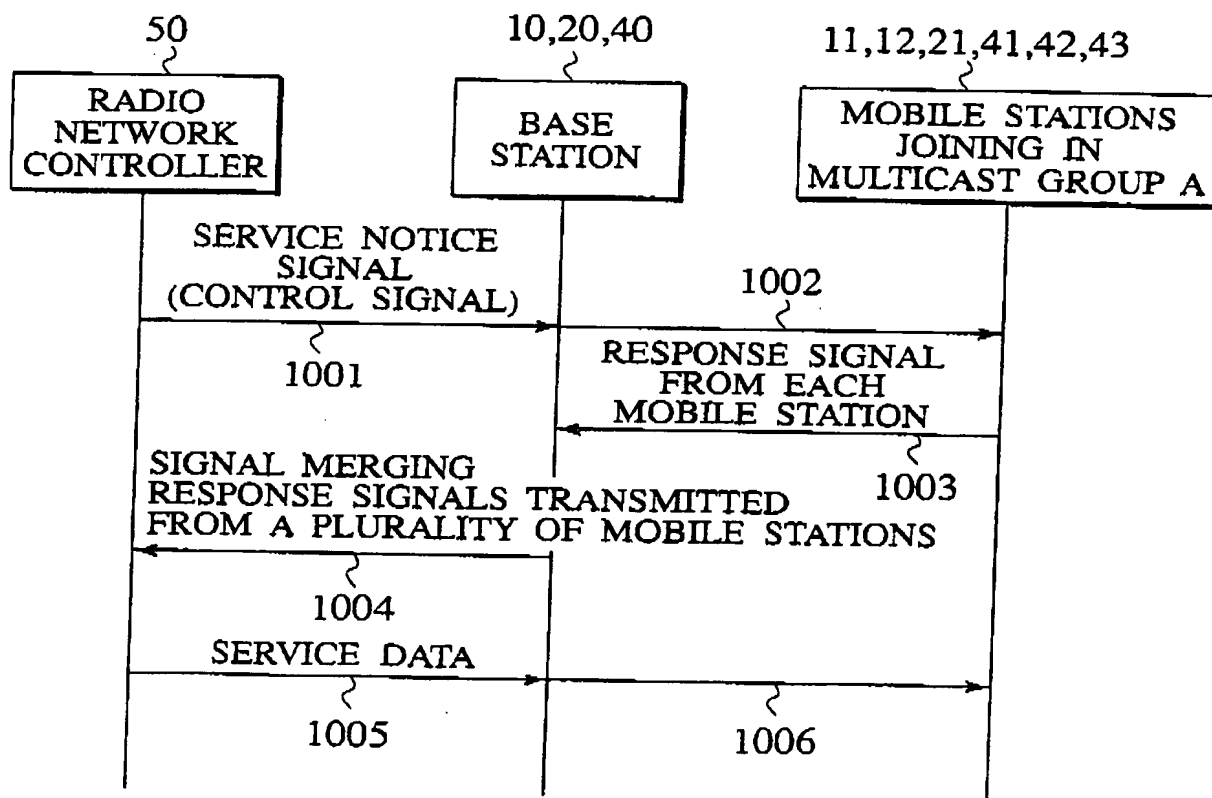 50
10,20,40
11,12,21,41,42,43
RADIO
NETWORK
CONTROLLER
BASE
STATION
MOBILE STATIONS
JOINING IN
MULTICAST GROUP A
SERVICE NOTICE
SIGNAL
(CONTROL SIGNAL)
1001
1002
RESPONSE SIGNAL
FROM EACH
MOBILE STATION
1003
SIGNAL MERGING
RESPONSE SIGNALS TRANSMITTED
FROM A PLURALITY OF MOBILE STATIONS
1004
SERVICE DATA
1005
1006